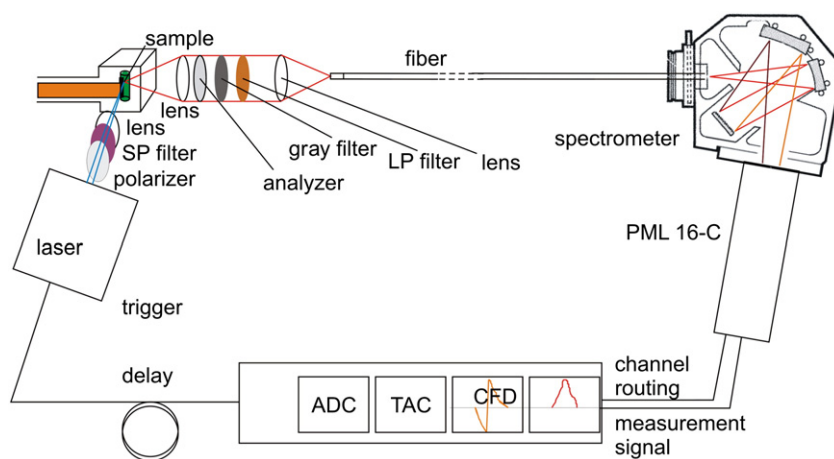 sample
fiber
lens
lens
SP filter
polarizer
gray filter
analyzer
LP filter
lens
spectrometer
laser
PML 16-C
trigger
delay
ADC
TAC
CFD
channel
routing
measurement
signal